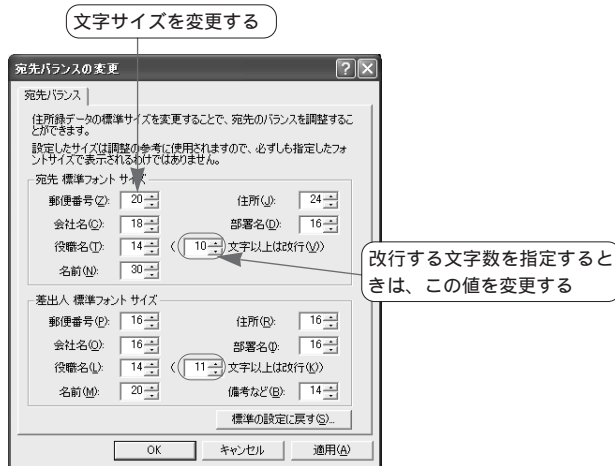 文字サイズを変更する
宛先バランスの変更
宛先バランス
住所録データの標準サイズを変更することで、宛先のバランスを調整するこ
とができます。
設定したサイズは調整の参考に使用されますので、必ずしも指定したフォ
ントサイズで表示されるわけではありません。
宛先 標準フォント サイズ
郵便番号(Z): 20 住所(J): 24
会社名(C): 18 部署名(D): 16
役職名(T): 14 ( 10 文字以上は改行(V))
名前(N): 30
改行する文字数を指定すると
きは、この値を変更する
差出人 標準フォント サイズ
郵便番号(P): 16 住所(R): 16
会社名(O): 16 部署名(I): 16
役職名(L): 14 ( 11 文字以上は改行(K))
名前(M): 20 備考など(B): 14
標準の設定に戻す(S)...
OK キャンセル 適用(A)